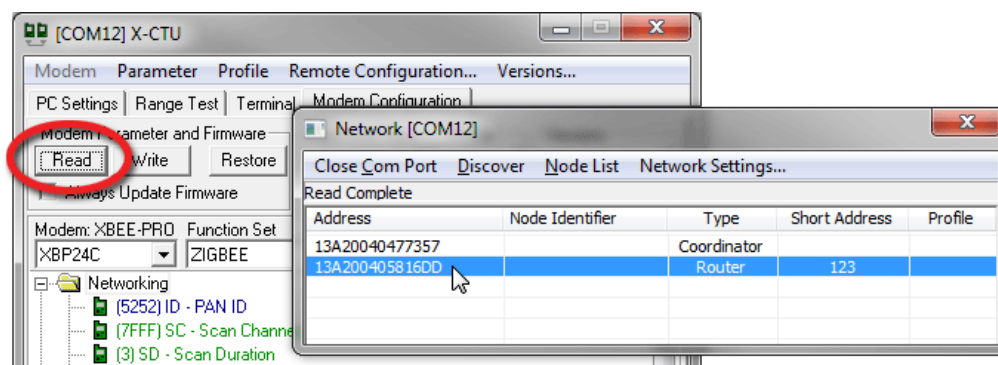 [COM12] X-CTU
Modem Parameter Profile Remote Configuration... Versions...
PC Settings Range Test Terminal Modem Configuration
Modem Parameter and Firmware
Read Write Restore
Always Update Firmware
Modem: XBEE-PRO Function Set
XBP24C ZIGBEE
Networking
(5252) ID - PAN ID
(7FFF) SC - Scan Channe
(3) SD - Scan Duration
Network [COM12]
Close Com Port Discover Node List Network Settings...
Read Complete
Address Node Identifier Type Short Address Profile
13A20040477357 Coordinator
13A200405816DD Router 123